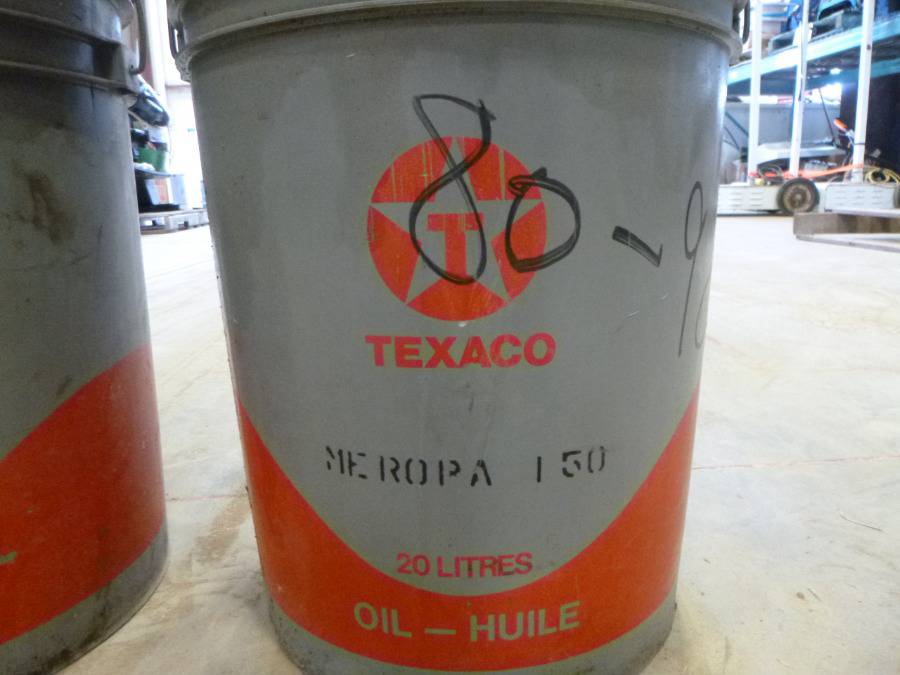 80-9
T
TEXACO
MEROPA 150
20 LITRES
OIL — HUILE